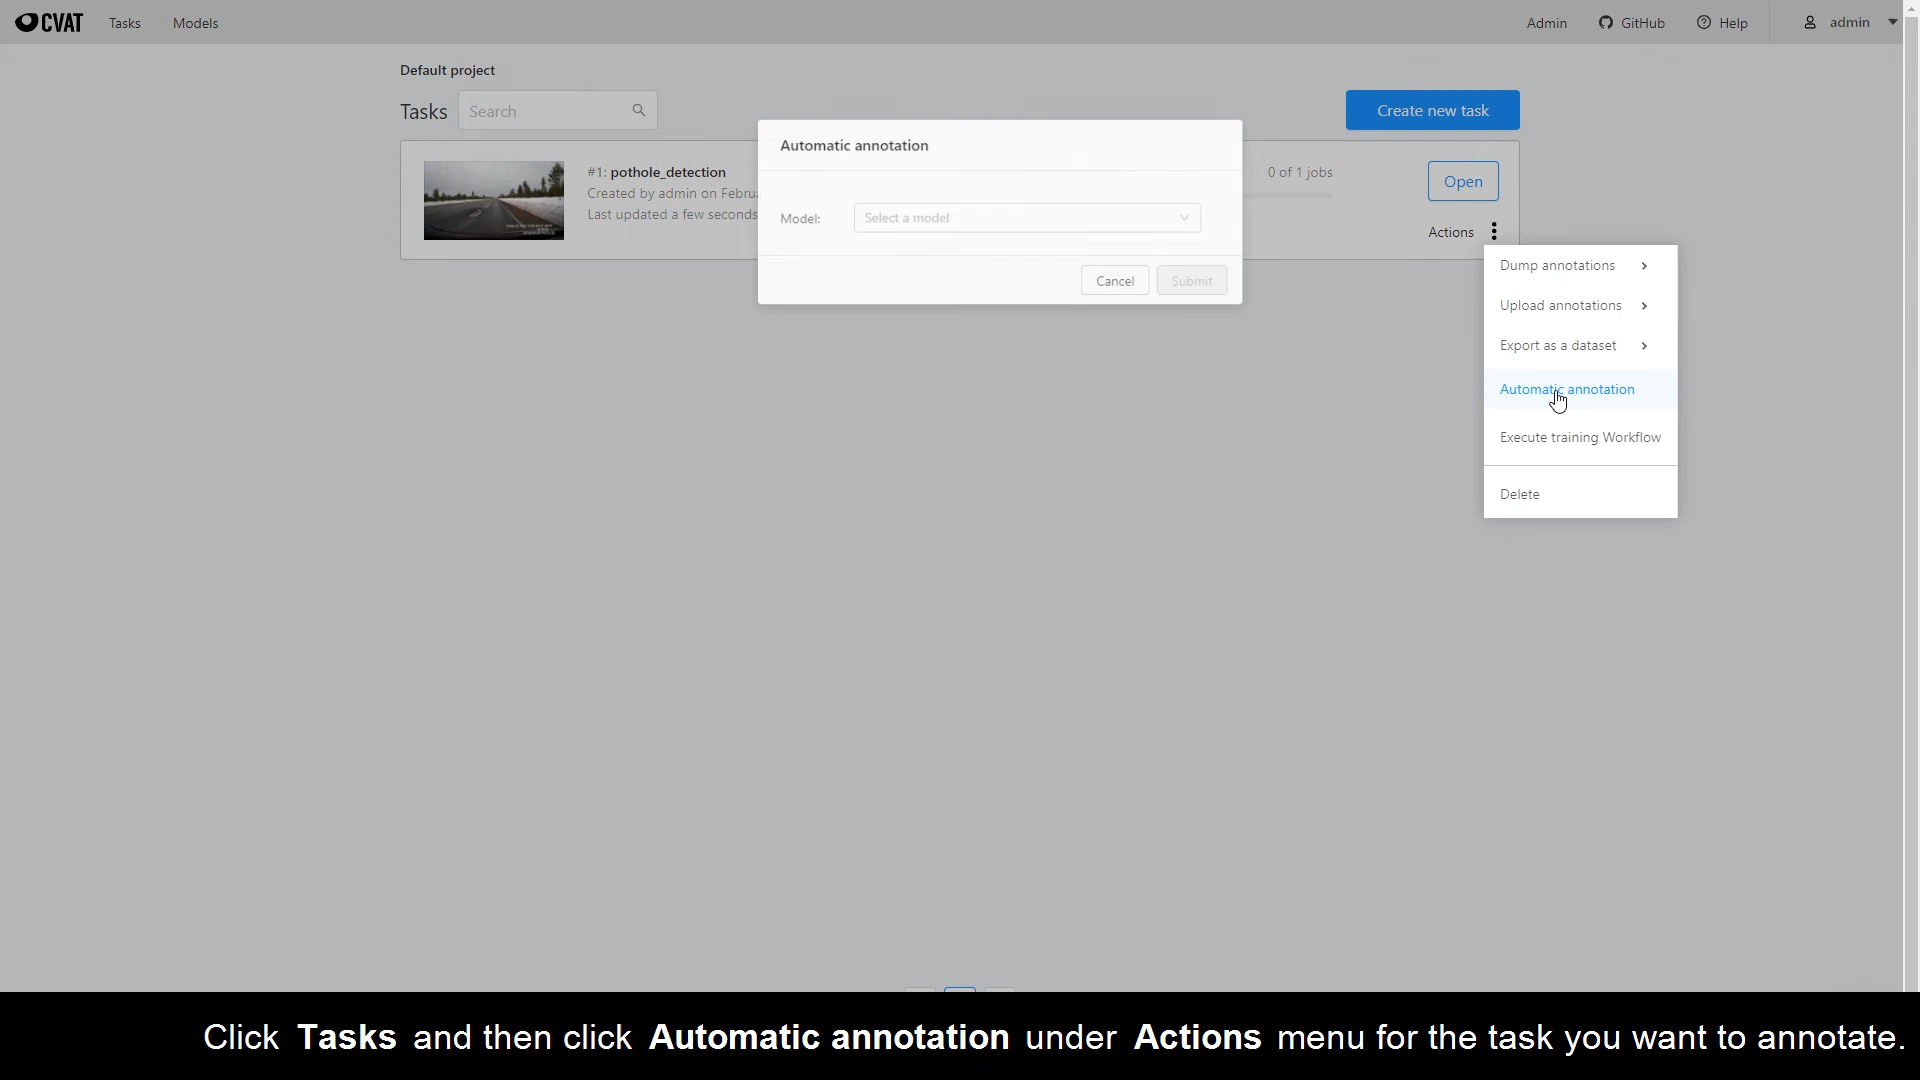 CVAT Tasks Models Admin GitHub Help admin
Default project
Tasks Search Create new task
Automatic annotation
#1: pothole_detection 0 of 1 jobs Open
Created by admin on Febru
Last updated a few seconds
Model: Select a model
Actions
Cancel Submit
Dump annotations
Upload annotations
Export as a dataset
Automatic annotation
Execute training Workflow
Delete
Click Tasks and then click Automatic annotation under Actions menu for the task you want to annotate.